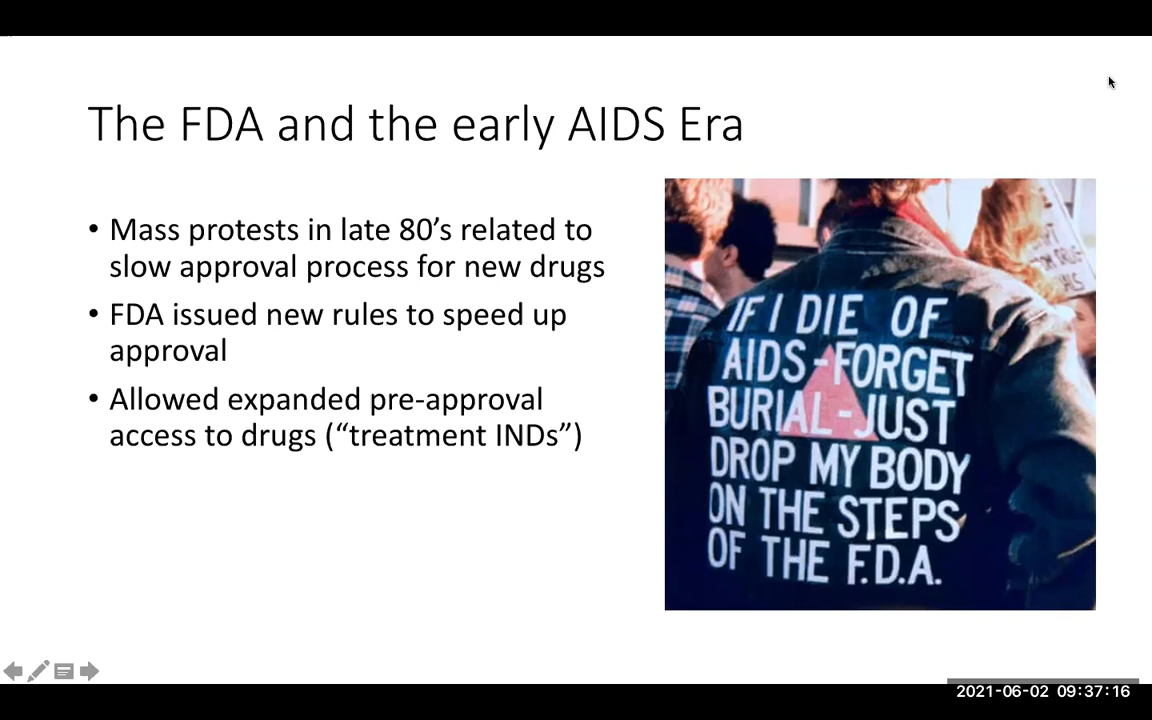 The FDA and the early AIDS Era
• Mass protests in late 80’s related to
slow approval process for new drugs
• FDA issued new rules to speed up
approval
• Allowed expanded pre-approval
access to drugs (“treatment INDs”)
IF I DIE OF
AIDS - FORGET
BURIAL - JUST
DROP MY BODY
ON THE STEPS
OF THE F.D.A.
2021-06-02 09:37:16